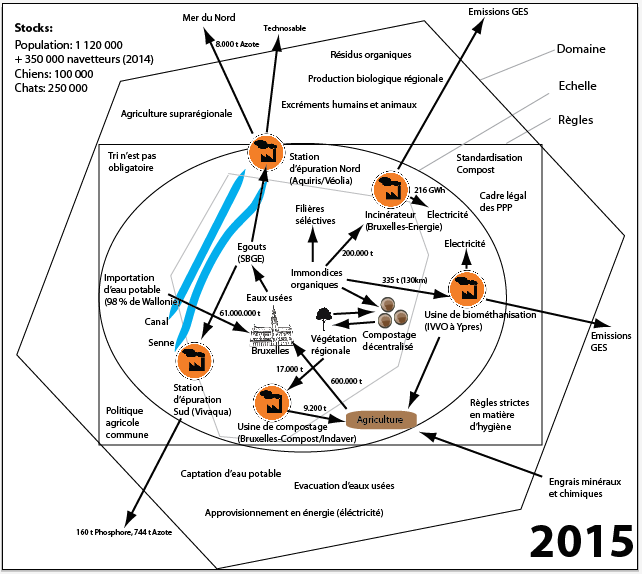 Stocks:
Population: 1 120 000
+ 350 000 navetteurs (2014)
Chiens: 100 000
Chats: 250 000
Mer du Nord
Technosable
8.000 t Azote
Emissions GES
Résidus organiques
Production biologique régionale
Excréments humains et animaux
Agriculture suprarégionale
Domaine
Echelle
Règles
Tri n'est pas
obligatoire
Station
d'épuration Nord
(Aquiris/Véolia)
Standardisation
Compost
216 GWh
Cadre légal
des PPP
Filières
séléctives
Incinérateur
(Bruxelles-Energie)
Electricité
Electricité
200.000 t
Egouts
(SBGE)
Immondices
organiques
335 t (130km)
Importation
d'eau potable
(98 % de Wallonie)
Eaux usées
61.000.000 t
Canal
Senne
Bruxelles
Végétation
régionale
Compostage
décentralisé
Usine de biométhanisation
(IVVO à Ypres)
Emissions
GES
17.000 t
600.000 t
Station
d'épuration
Sud (Vivaqua)
9.200 t
Agriculture
Usine de compostage
(Bruxelles-Compost/Indaver)
Politique
agricole
commune
Règles strictes
en matière
d'hygiène
Captation d'eau potable
Evacuation d'eaux usées
Approvisionnement en énergie (éléctricité)
Engrais minéraux
et chimiques
160 t Phosphore, 744 t Azote
2015